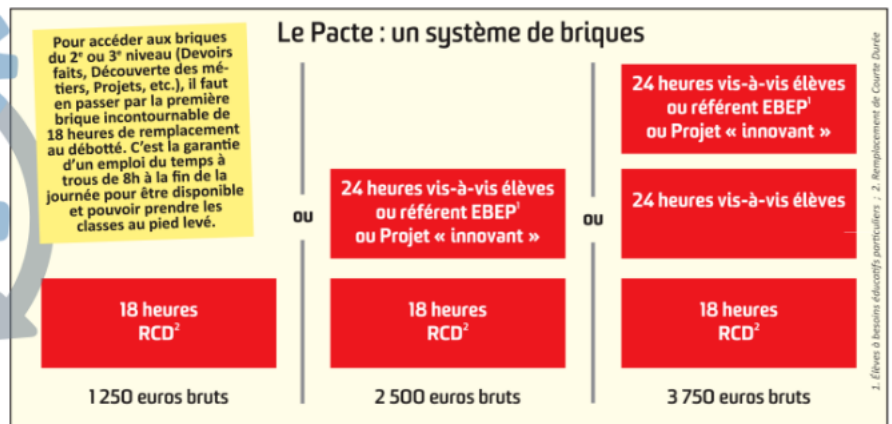 Le Pacte : un système de briques
Pour accéder aux briques
du 2e ou 3e niveau (Devoirs
faits, Découverte des mé-
tiers, Projets, etc.), il faut
en passer par la première
brique incontournable de
18 heures de remplacement
au débotté. C'est la garantie
d'un emploi du temps à
trous de 8h à la fin de la
journée pour être disponible
et pouvoir prendre les
classes au pied levé.
18 heures
RCD²
1 250 euros bruts
ou
24 heures vis-à-vis élèves
ou référent EBEP¹
ou Projet « innovant »
18 heures
RCD²
2 500 euros bruts
ou
24 heures vis-à-vis élèves
ou référent EBEP¹
ou Projet « innovant »
24 heures vis-à-vis élèves
18 heures
RCD²
3 750 euros bruts
1. Élèves à besoins éducatifs particuliers ; 2. Remplacement de Courte Durée